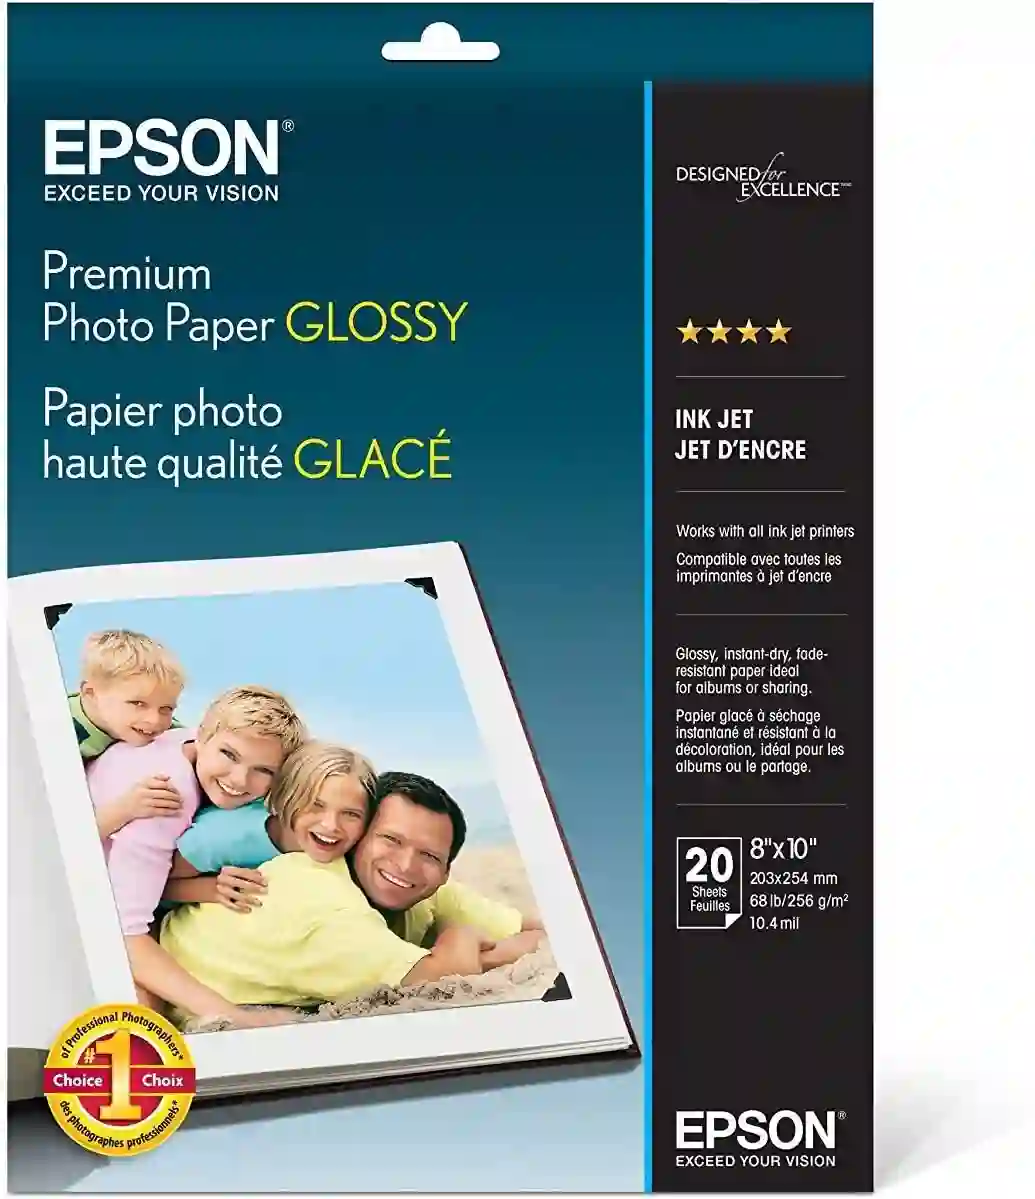 EPSON®
EXCEED YOUR VISION
Premium
Photo Paper GLOSSY
Papier photo
haute qualité GLACÉ
of Professional Photographers*
#1
Choice Choix
des photographes professionnels*
DESIGNED for
EXCELLENCE™
INK JET
JET D'ENCRE
Works with all ink jet printers
Compatible avec toutes les
imprimantes à jet d'encre
Glossy, instant-dry, fade-
resistant paper ideal
for albums or sharing.
Papier glacé à séchage
instantané et résistant à la
décoloration, idéal pour les
albums ou le partage.
20
Sheets
Feuilles
8"x10"
203x254 mm
68 lb/256 g/m²
10.4 mil
EPSON®
EXCEED YOUR VISION